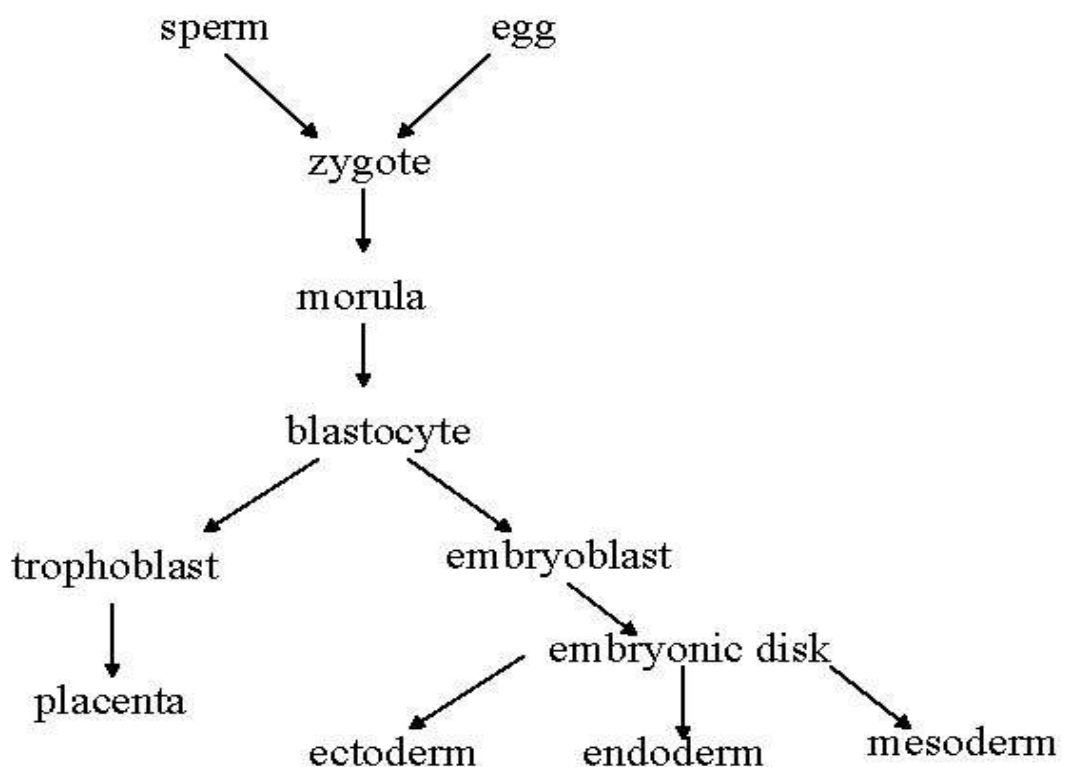 sperm egg
zygote
morula
blastocyte
trophoblast embryoblast
embryonic disk
placenta
ectoderm endoderm mesoderm